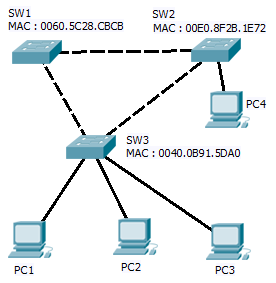 SW1
MAC : 0060.5C28.CBCB
SW2
MAC : 00E0.8F2B.1E72
PC4
SW3
MAC : 0040.0B91.5DA0
PC1
PC2
PC3